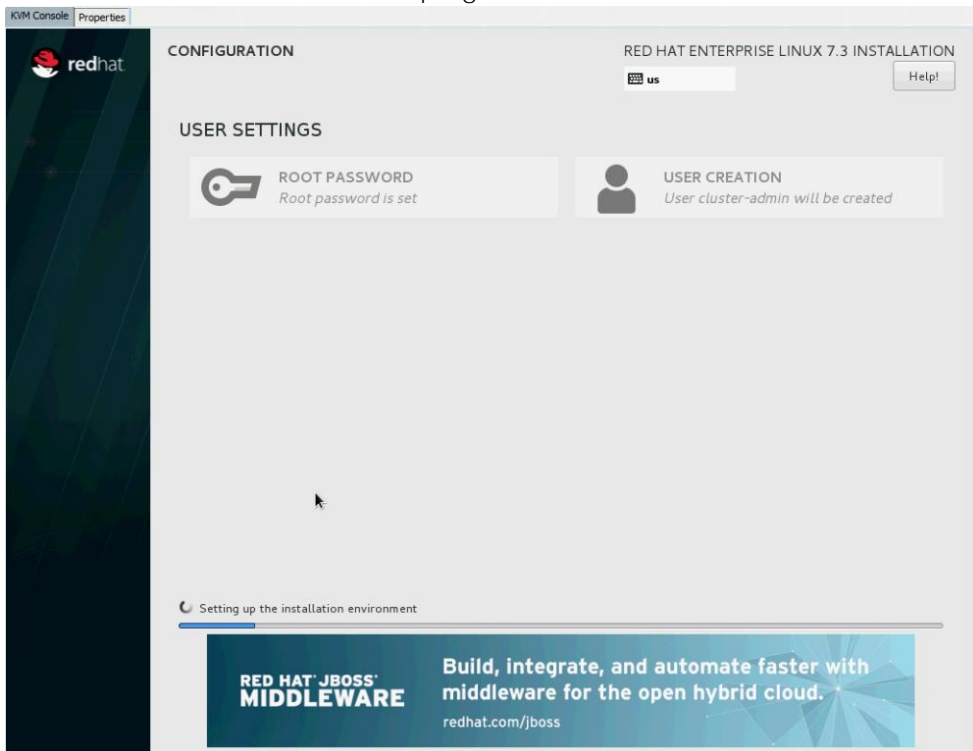 KVM Console Properties
redhat
CONFIGURATION
RED HAT ENTERPRISE LINUX 7.3 INSTALLATION
us
Help!
USER SETTINGS
ROOT PASSWORD
Root password is set
USER CREATION
User cluster-admin will be created
Setting up the installation environment
RED HAT JBOSS
MIDDLEWARE
Build, integrate, and automate faster with
middleware for the open hybrid cloud.
redhat.com/jboss